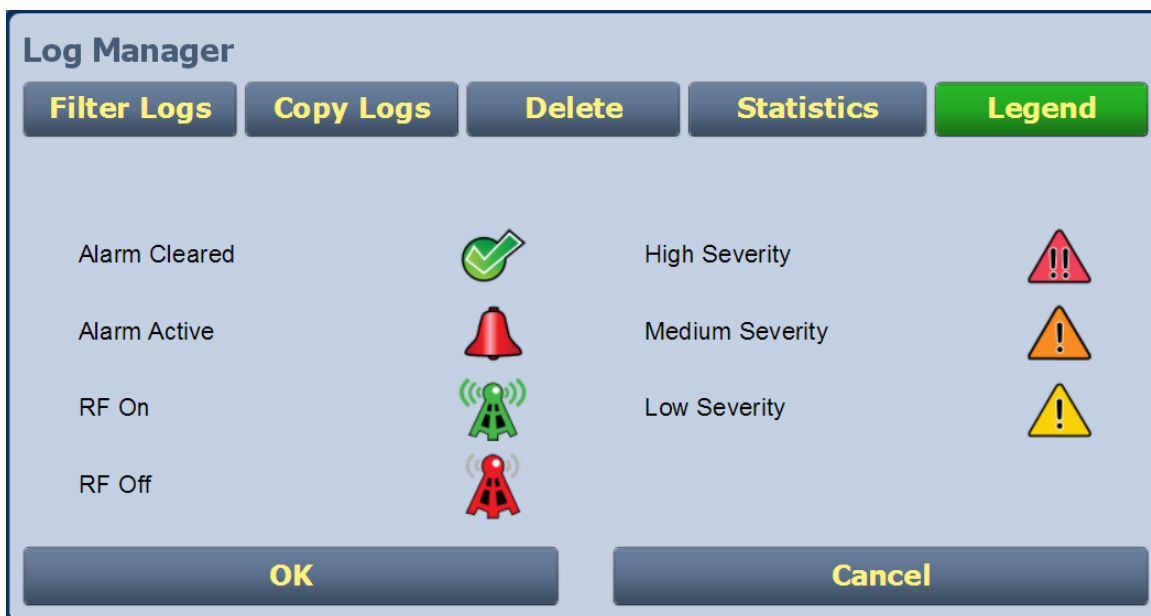 Log Manager
Filter Logs Copy Logs Delete Statistics Legend
Alarm Cleared High Severity
Alarm Active Medium Severity
RF On Low Severity
RF Off
OK Cancel